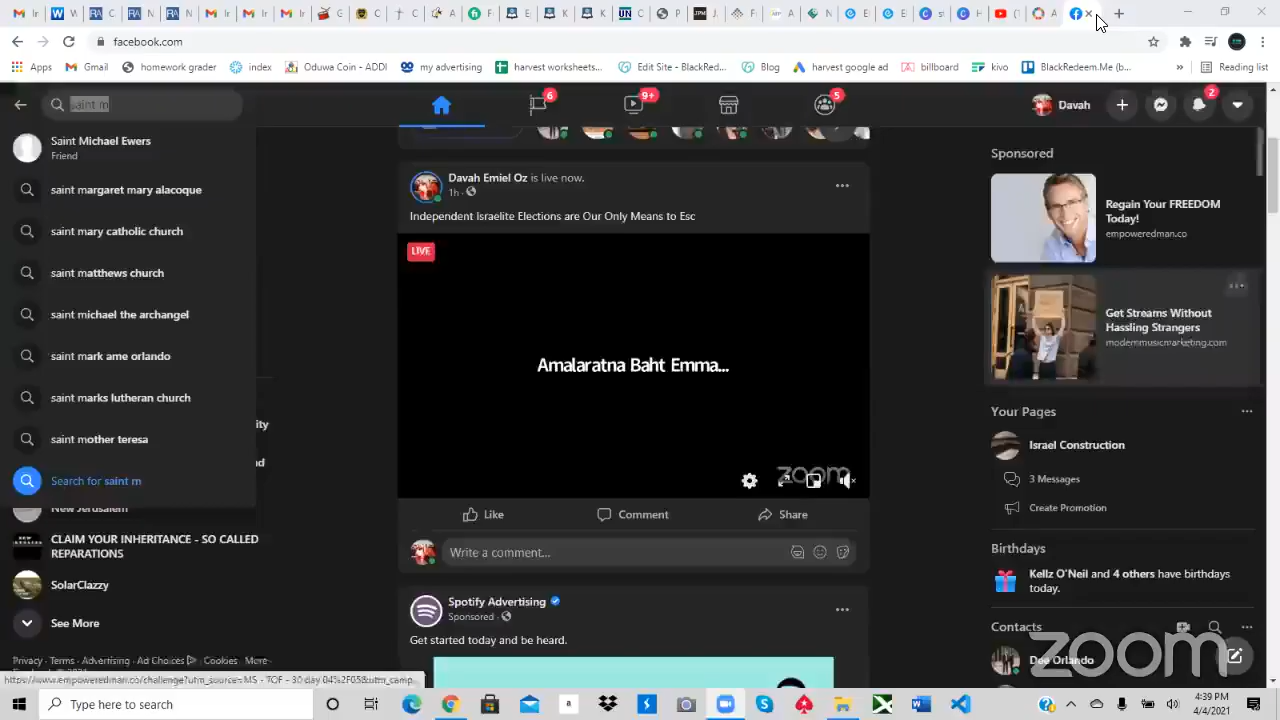 facebook.com
Apps
Gmail
homework grader
index
Oduwa Coin - ADDI
my advertising
harvest worksheets...
Edit Site - BlackRed...
Blog
harvest google ad
billboard
kivo
BlackRedeem.Me (b...
»
Reading list
saint m
6
9+
5
Davah
2
Saint Michael Ewers
Friend
saint margaret mary alacoque
saint mary catholic church
saint matthews church
saint michael the archangel
saint mark ame orlando
saint marks lutheran church
saint mother teresa
Search for saint m
New Jerusalem
CLAIM YOUR INHERITANCE - SO CALLED
REPARATIONS
SolarClazzy
See More
Privacy · Terms · Advertising · Ad Choices · Cookies · More ·
Davah Emiel Oz is live now.
1h ·
Independent Israelite Elections are Our Only Means to Esc
LIVE
Amalaratna Baht Emma...
zoom
Like
Comment
Share
Write a comment...
Spotify Advertising
Sponsored ·
Get started today and be heard.
Sponsored
Regain Your FREEDOM
Today!
empoweredman.co
Get Streams Without
Hassling Strangers
modernmusicmarketing.com
Your Pages
Israel Construction
3 Messages
Create Promotion
Birthdays
Kellz O'Neil and 4 others have birthdays
today.
Contacts
Dee Orlando
zoom
Type here to search
4:39 PM
4/4/2021